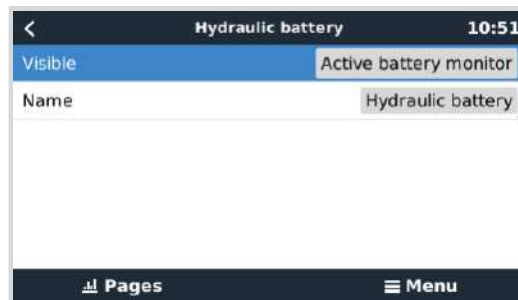 Hydraulic battery 10:51
Visible Active battery monitor
Name Hydraulic battery
Pages Menu